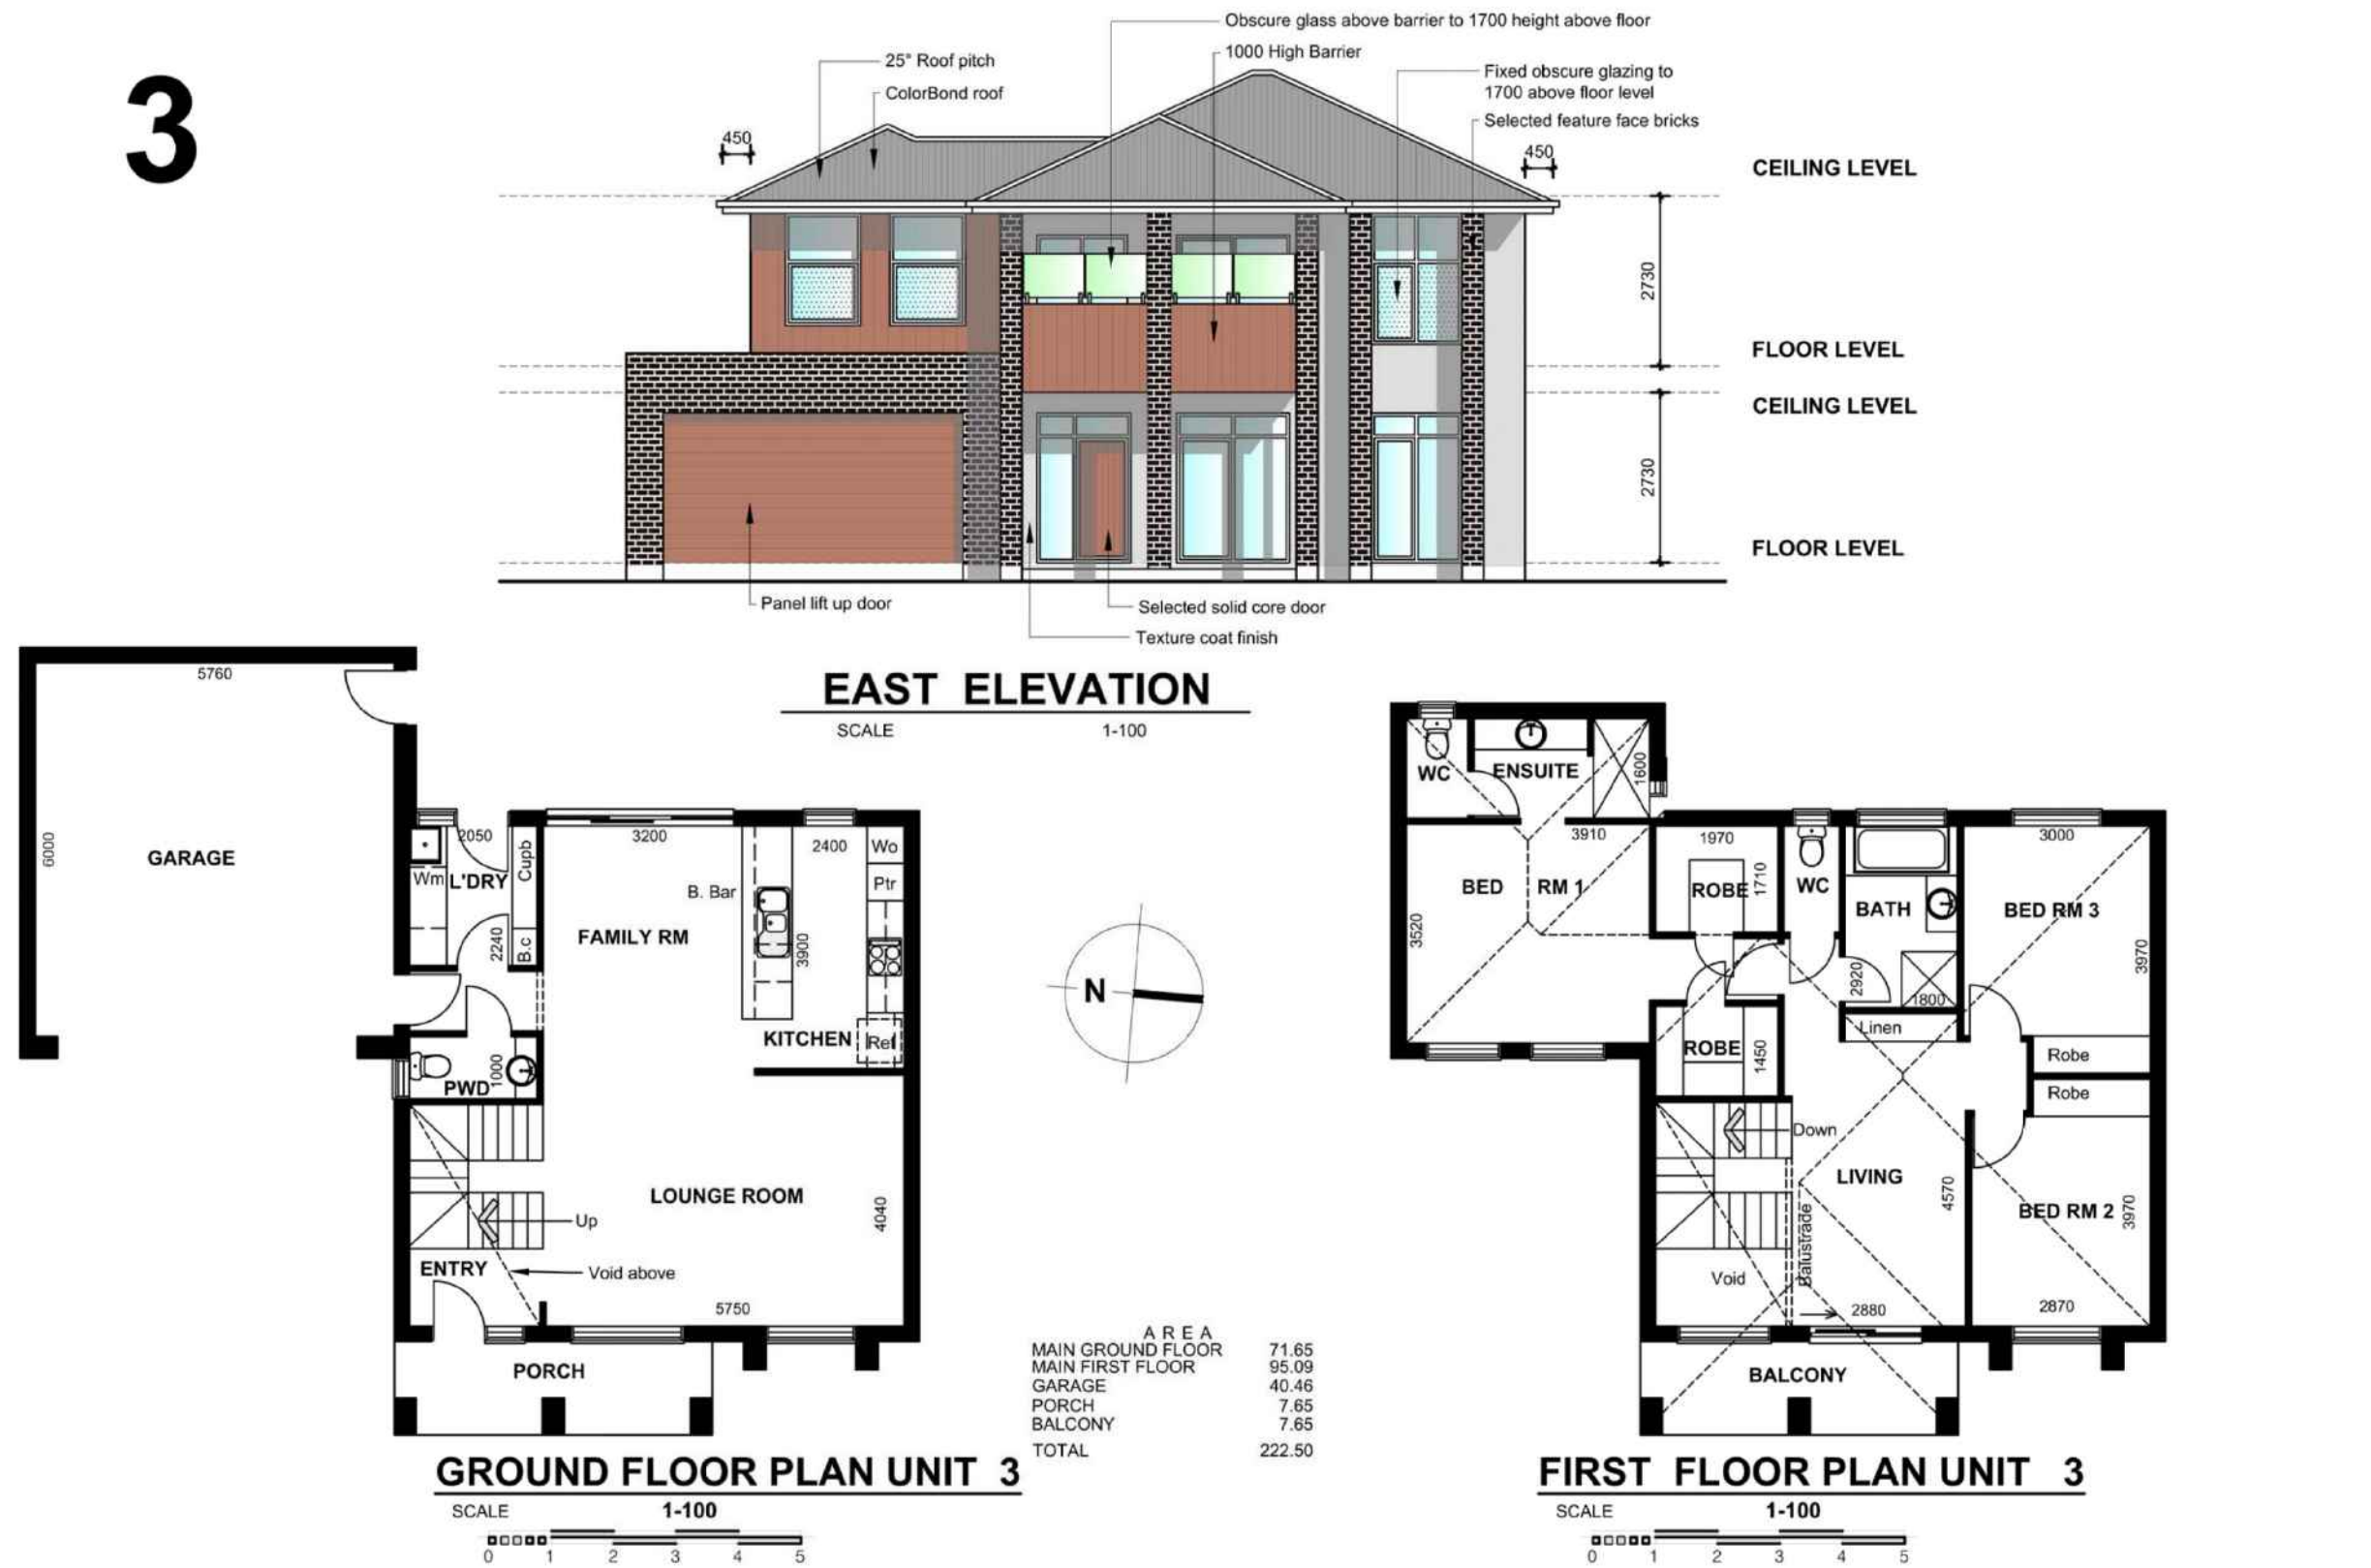 3
Obscure glass above barrier to 1700 height above floor
1000 High Barrier
25° Roof pitch
ColorBond roof
Fixed obscure glazing to
1700 above floor level
Selected feature face bricks
450
450
CEILING LEVEL
2730
FLOOR LEVEL
CEILING LEVEL
2730
FLOOR LEVEL
Panel lift up door
Selected solid core door
Texture coat finish
EAST ELEVATION
SCALE 1-100
5760
6000
GARAGE
2050
Cupb
Wm
L'DRY
2240
B.c
3200
FAMILY RM
B. Bar
2400
Wo
Ptr
3900
KITCHEN
Ref
PWD
1000
LOUNGE ROOM
4040
Up
ENTRY
Void above
5750
PORCH
GROUND FLOOR PLAN UNIT 3
SCALE 1-100
0 1 2 3 4 5
N
AREA
MAIN GROUND FLOOR 71.65
MAIN FIRST FLOOR 95.09
GARAGE 40.46
PORCH 7.65
BALCONY 7.65
TOTAL 222.50
WC
ENSUITE
1600
3910
BED RM 1
3520
1970
ROBE
1710
WC
BATH
2920
1800
3000
BED RM 3
3970
Linen
ROBE
1450
Robe
Robe
Down
LIVING
4570
BED RM 2
3970
Balustrade
Void
2880
2870
BALCONY
FIRST FLOOR PLAN UNIT 3
SCALE 1-100
0 1 2 3 4 5